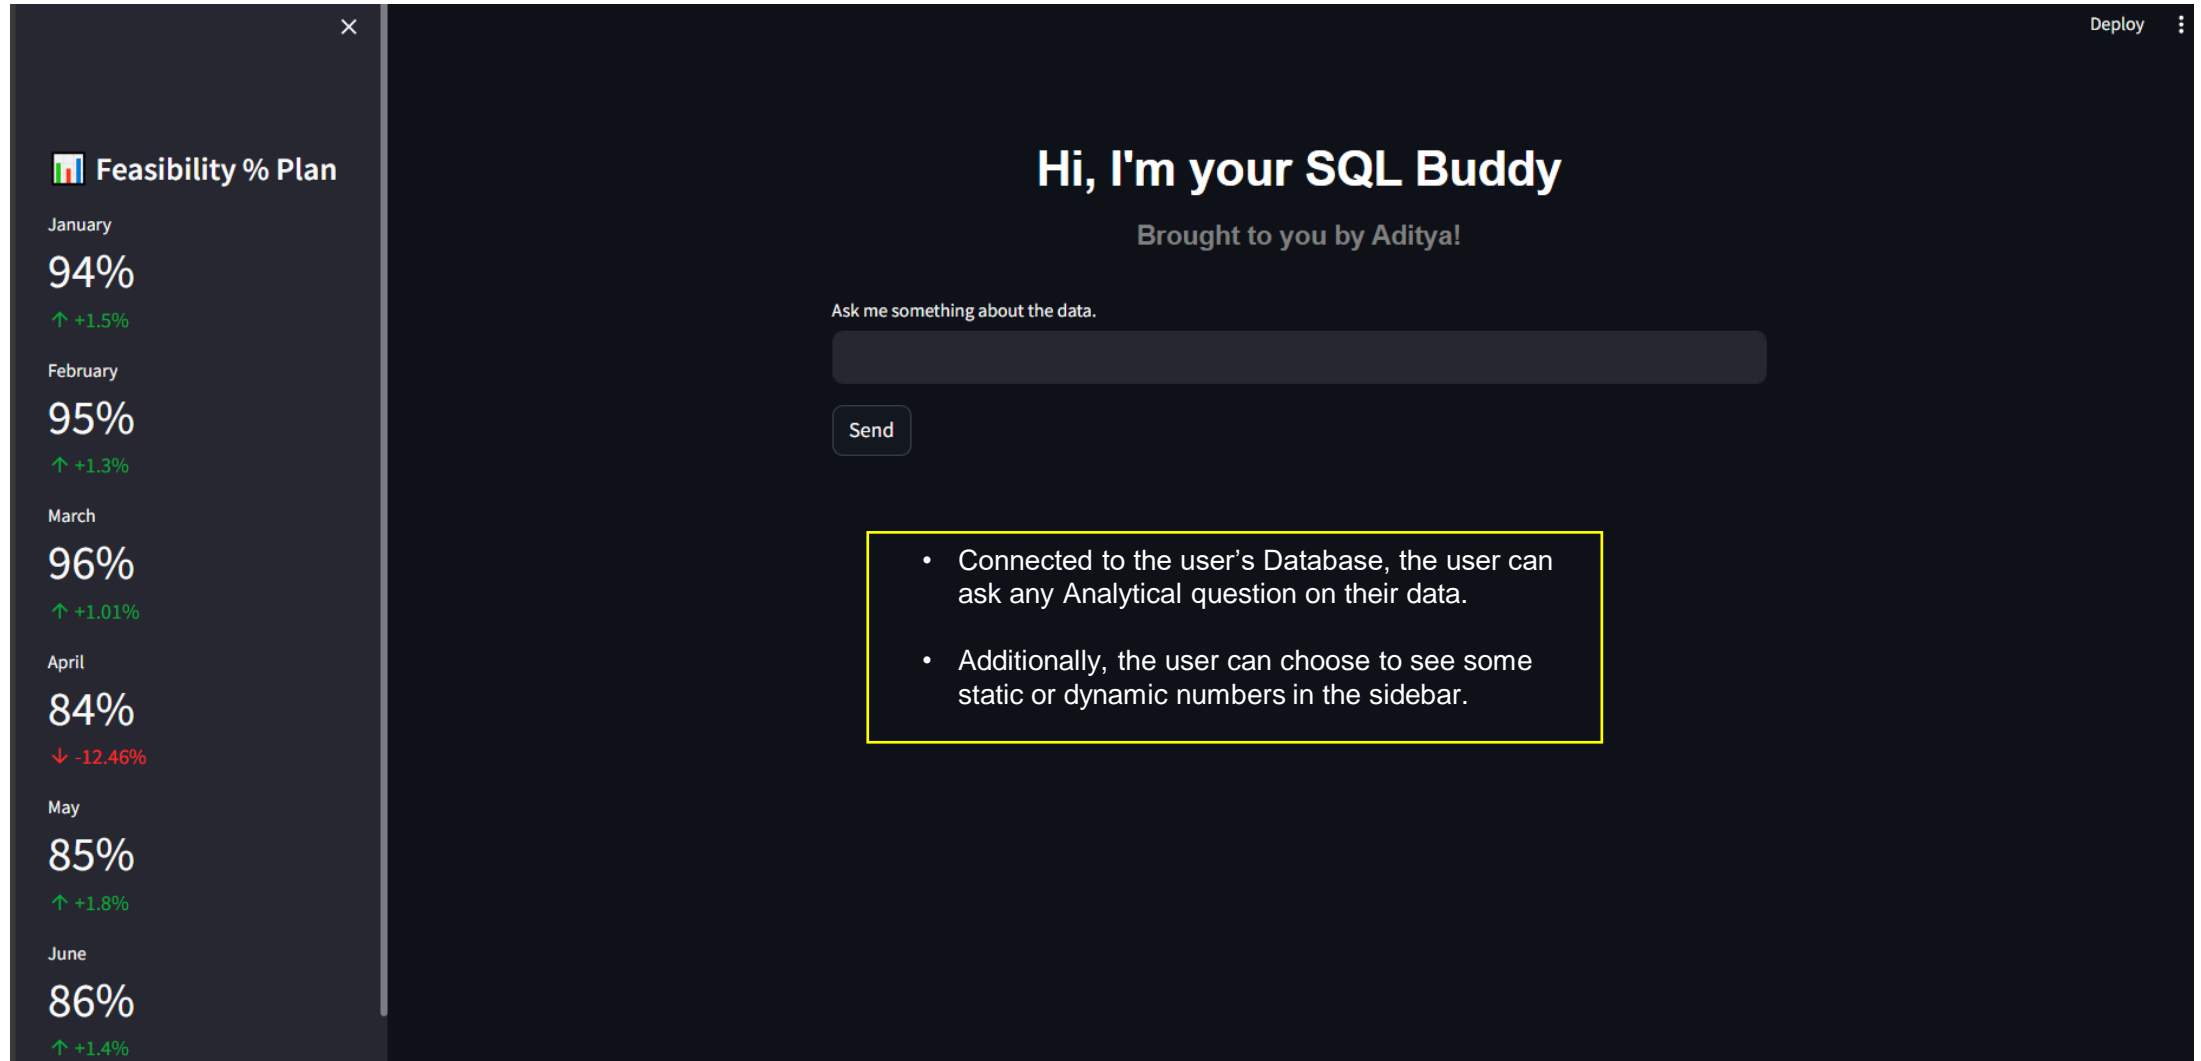 Deploy
📊 Feasibility % Plan
January
94%
↑ +1.5%
February
95%
↑ +1.3%
March
96%
↑ +1.01%
April
84%
↓ -12.46%
May
85%
↑ +1.8%
June
86%
↑ +1.4%
Hi, I'm your SQL Buddy
Brought to you by Aditya!
Ask me something about the data.
Send
• Connected to the user’s Database, the user can
ask any Analytical question on their data.
• Additionally, the user can choose to see some
static or dynamic numbers in the sidebar.